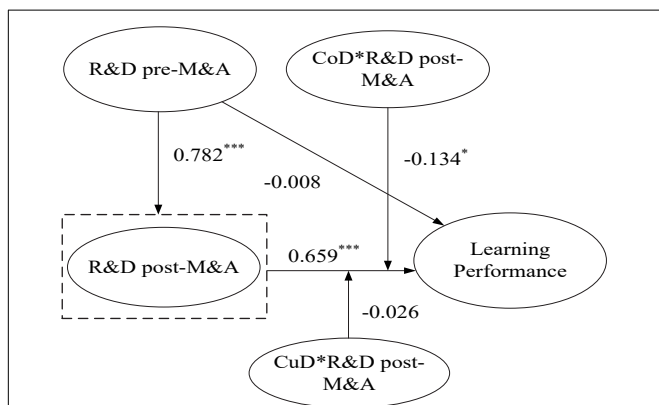 R&D pre-M&A
CoD*R&D post-
M&A
0.782***
-0.134*
-0.008
R&D post-M&A
0.659***
Learning
Performance
-0.026
CuD*R&D post-
M&A